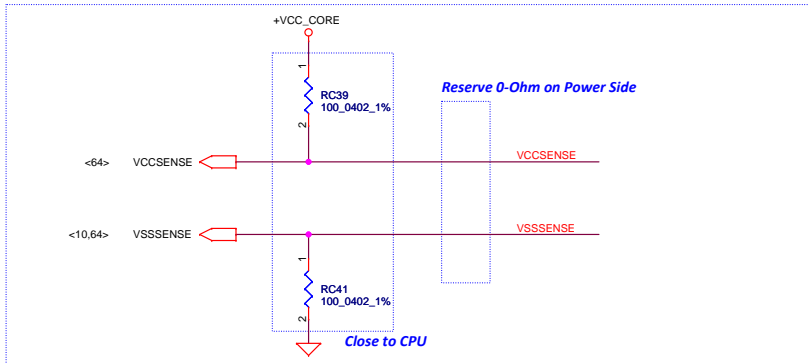 +VCC_CORE
1
RC39
100_0402_1%
2
Reserve 0-Ohm on Power Side
<64> VCCSENSE
VCCSENSE
<10,64> VSSSENSE
VSSSENSE
1
RC41
100_0402_1%
2
Close to CPU